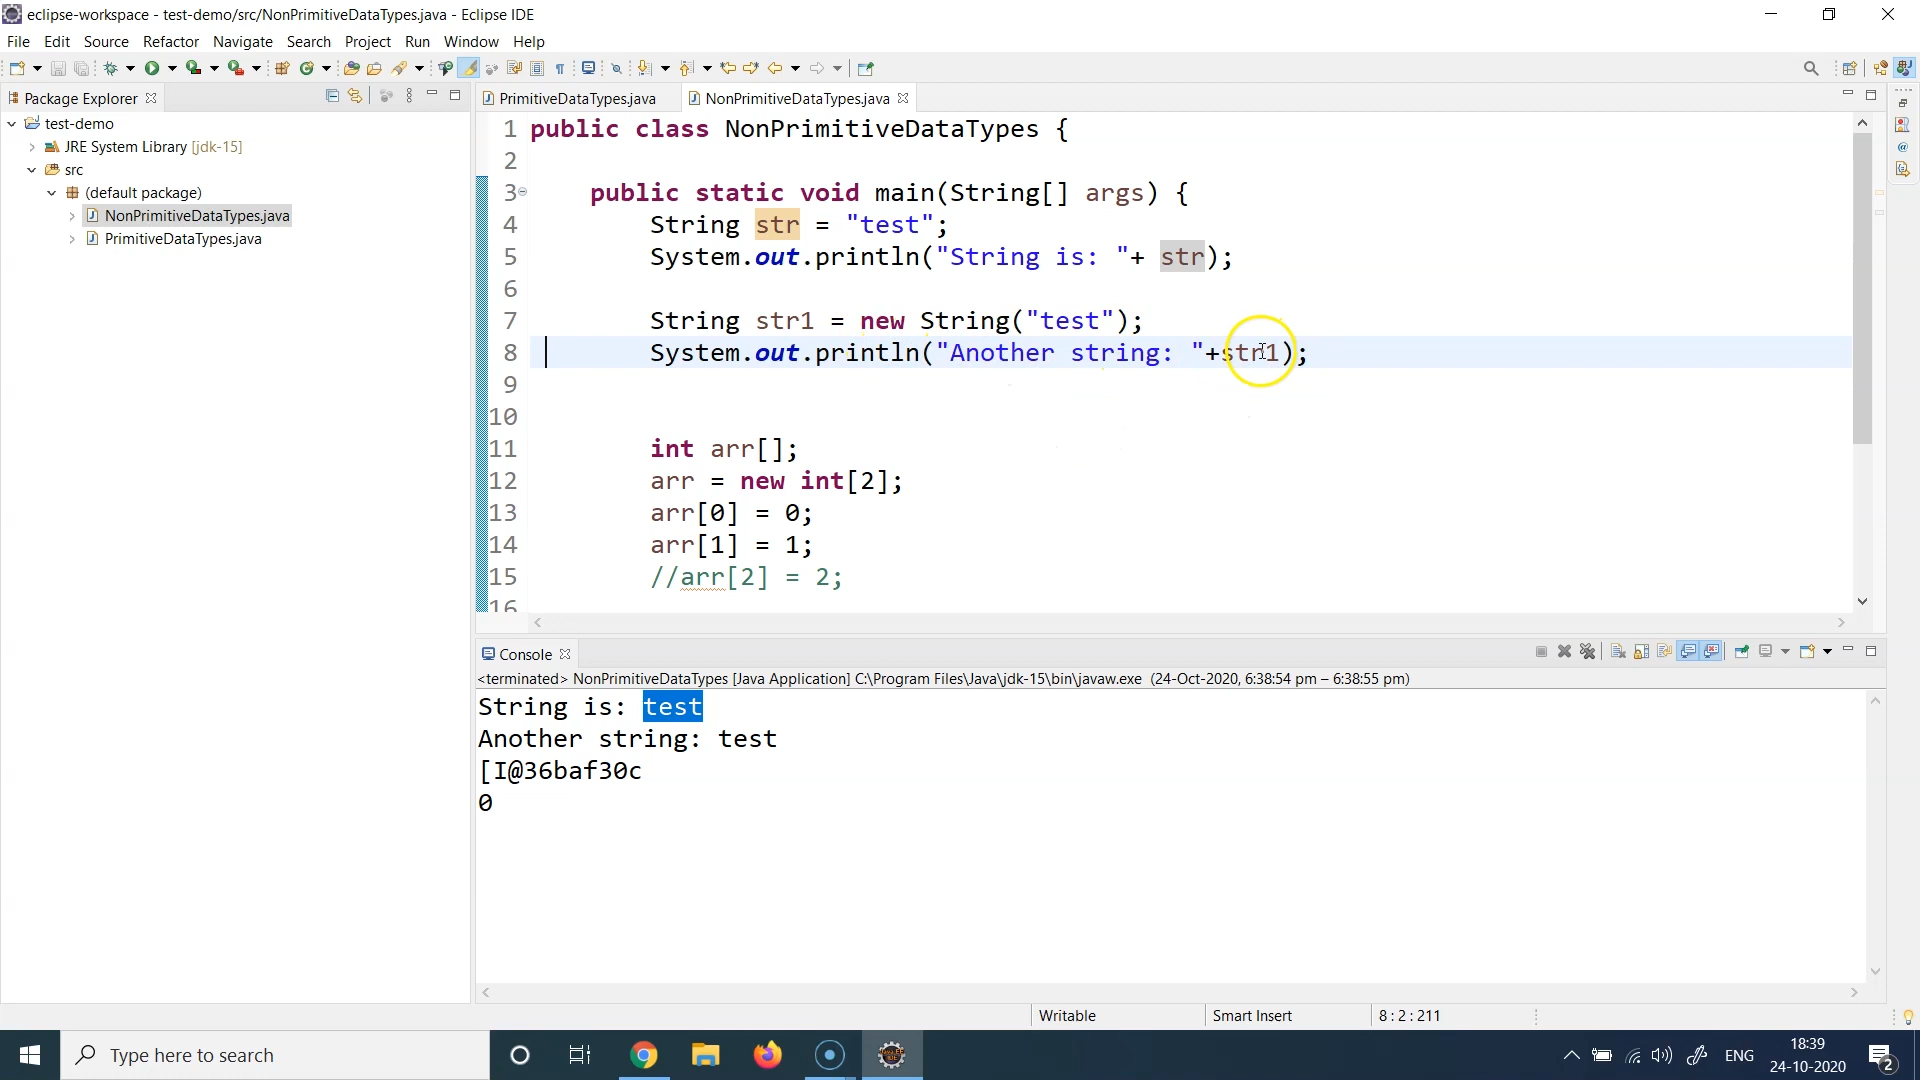 eclipse-workspace - test-demo/src/NonPrimitiveDataTypes.java - Eclipse IDE
File Edit Source Refactor Navigate Search Project Run Window Help
Package Explorer
test-demo
JRE System Library [jdk-15]
src
(default package)
NonPrimitiveDataTypes.java
PrimitiveDataTypes.java
PrimitiveDataTypes.java NonPrimitiveDataTypes.java
1 public class NonPrimitiveDataTypes {
2
3 public static void main(String[] args) {
4 String str = "test";
5 System.out.println("String is: "+ str);
6
7 String str1 = new String("test");
8 System.out.println("Another string: "+str1);
9
10
11 int arr[];
12 arr = new int[2];
13 arr[0] = 0;
14 arr[1] = 1;
15 //arr[2] = 2;
16
Console
<terminated> NonPrimitiveDataTypes [Java Application] C:\Program Files\Java\jdk-15\bin\javaw.exe (24-Oct-2020, 6:38:54 pm – 6:38:55 pm)
String is: test
Another string: test
[I@36baf30c
0
Writable Smart Insert 8 : 2 : 211
Type here to search
ENG
18:39
24-10-2020
2